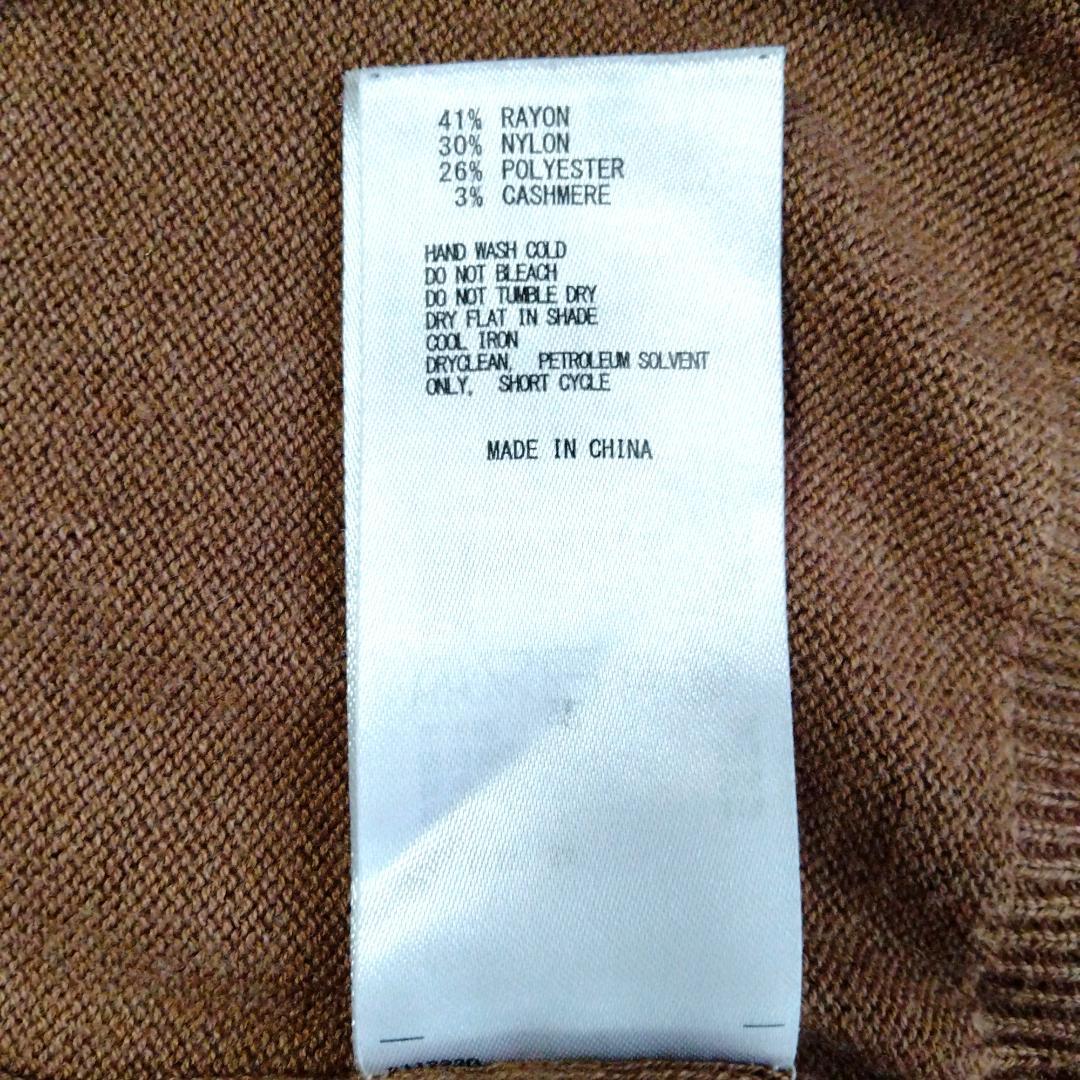 41% RAYON
30% NYLON
26% POLYESTER
3% CASHMERE
HAND WASH COLD
DO NOT BLEACH
DO NOT TUMBLE DRY
DRY FLAT IN SHADE
COOL IRON
DRYCLEAN, PETROLEUM SOLVENT
ONLY, SHORT CYCLE
MADE IN CHINA